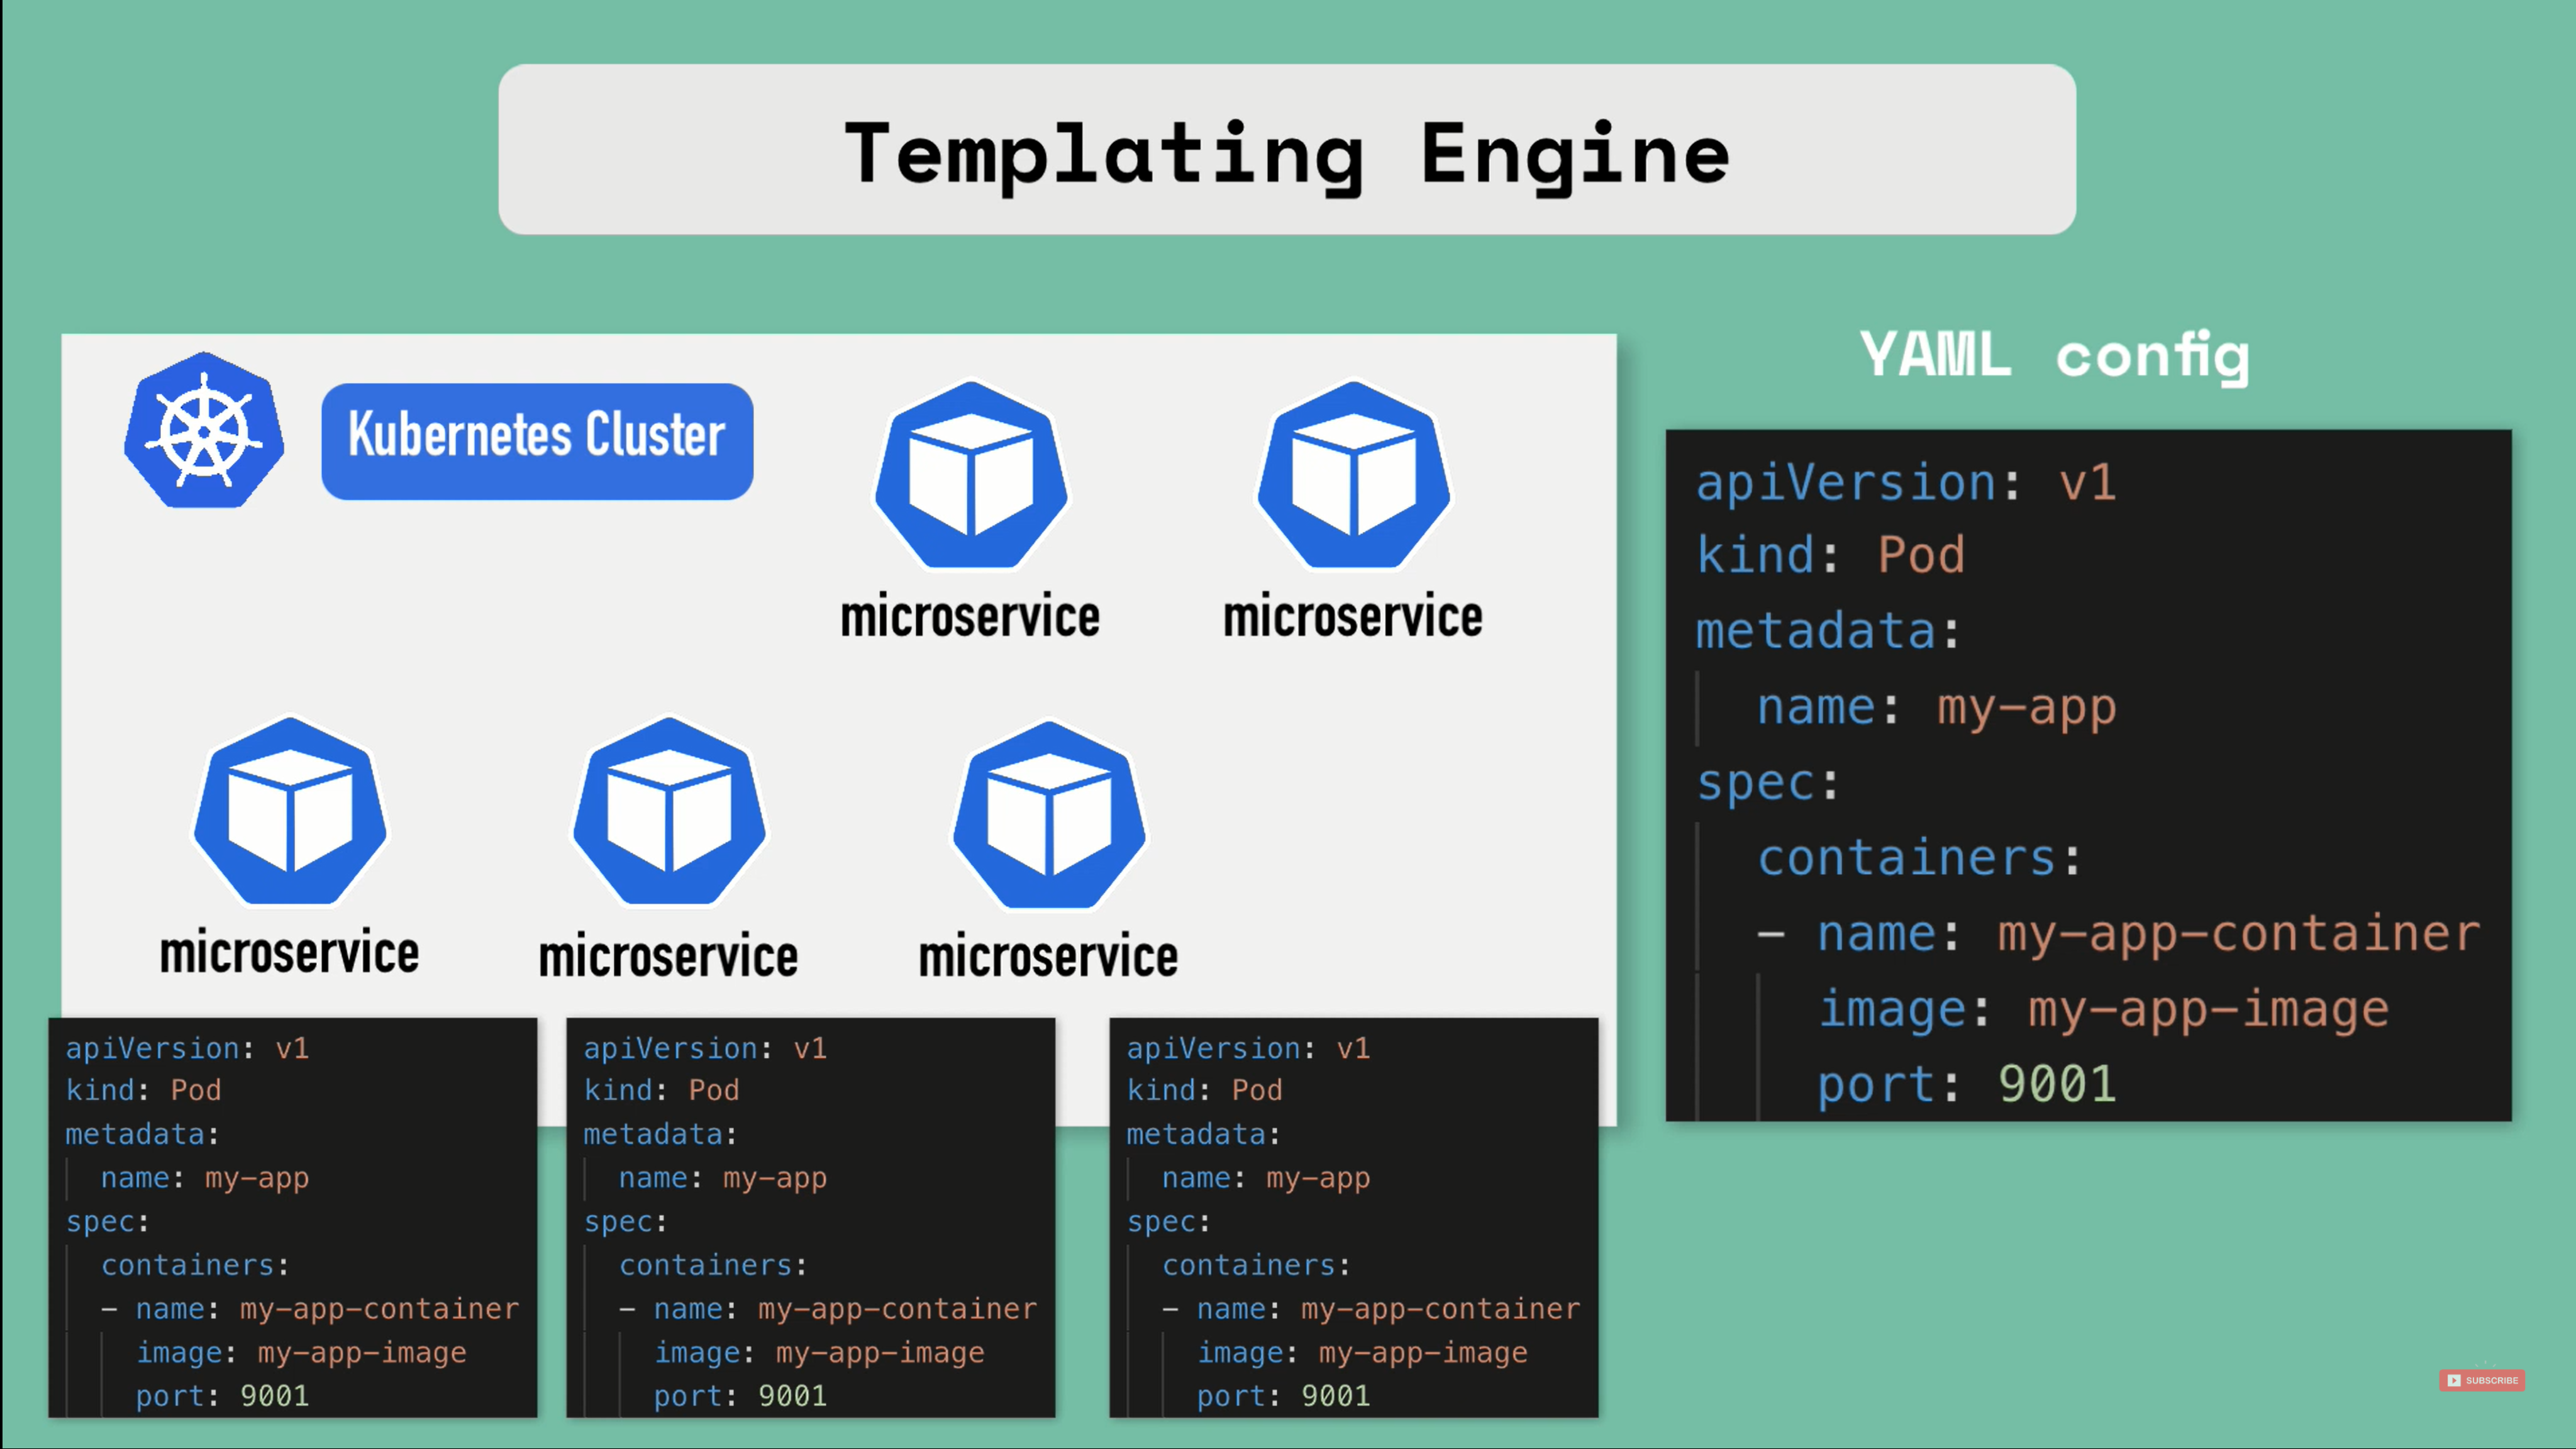 Templating Engine
Kubernetes Cluster
microservice
microservice
microservice
microservice
microservice
YAML config
apiVersion: v1
kind: Pod
metadata:
  name: my-app
spec:
  containers:
  - name: my-app-container
    image: my-app-image
    port: 9001
apiVersion: v1
kind: Pod
metadata:
  name: my-app
spec:
  containers:
  - name: my-app-container
    image: my-app-image
    port: 9001
apiVersion: v1
kind: Pod
metadata:
  name: my-app
spec:
  containers:
  - name: my-app-container
    image: my-app-image
    port: 9001
apiVersion: v1
kind: Pod
metadata:
  name: my-app
spec:
  containers:
  - name: my-app-container
    image: my-app-image
    port: 9001
SUBSCRIBE